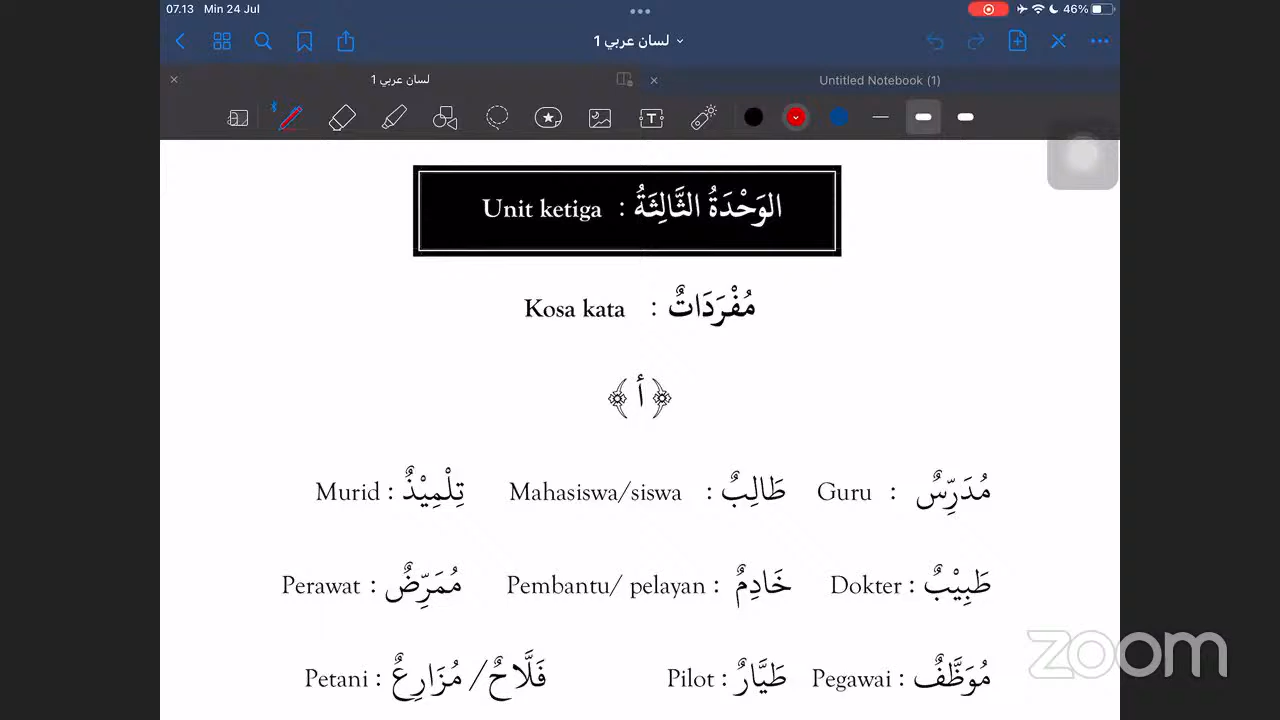 07.13 Min 24 Jul
46%
لسان عربي 1
لسان عربي 1
Untitled Notebook (1)
الوَحْدَةُ الثَّالِثَةُ : Unit ketiga
مُفْرَدَاتٌ : Kosa kata
﴿ أ ﴾
مُدَرِّسٌ : Guru طَالِبٌ : Mahasiswa/siswa تِلْمِيْذٌ : Murid
طَبِيْبٌ : Dokter خَادِمٌ : Pembantu/ pelayan مُمَرِّضٌ : Perawat
مُوَظَّفٌ : Pegawai طَيَّارٌ : Pilot فَلَّاحٌ/ مُزَارِعٌ : Petani
zoom